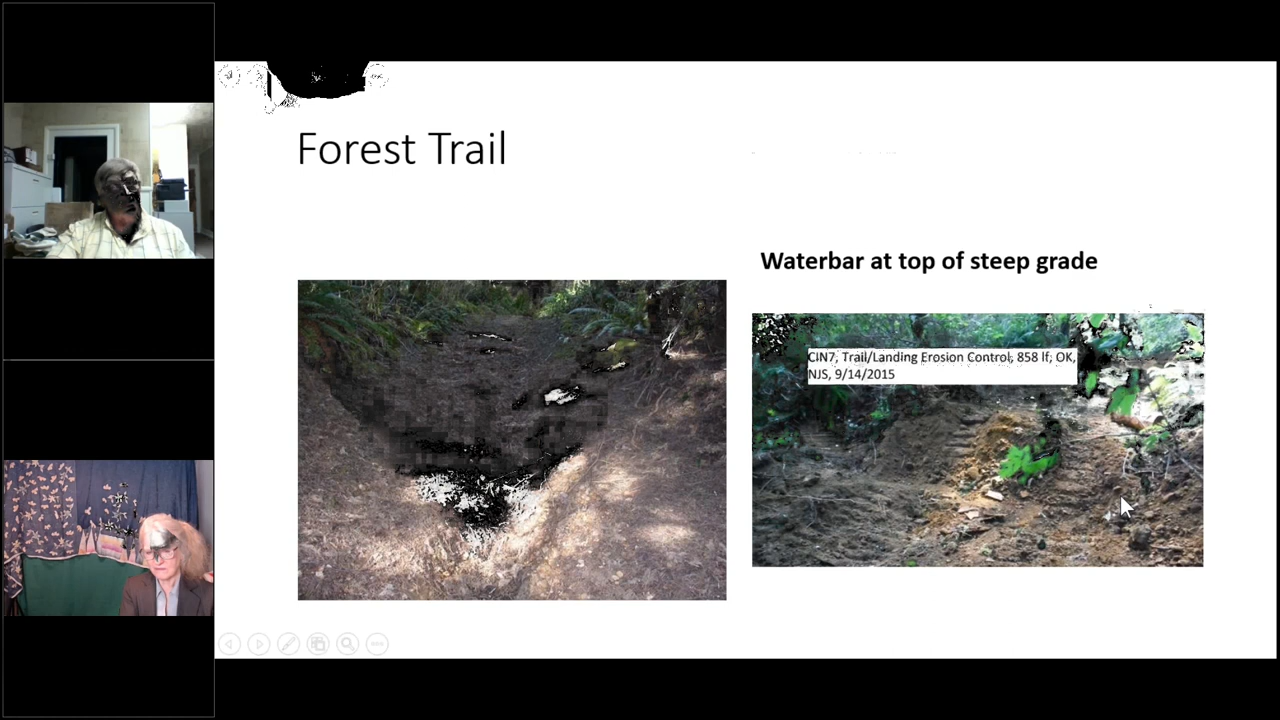 Forest Trail
Waterbar at top of steep grade
CIN7, Trail/Landing Erosion Control, 858 lf; OK,
NJS, 9/14/2015